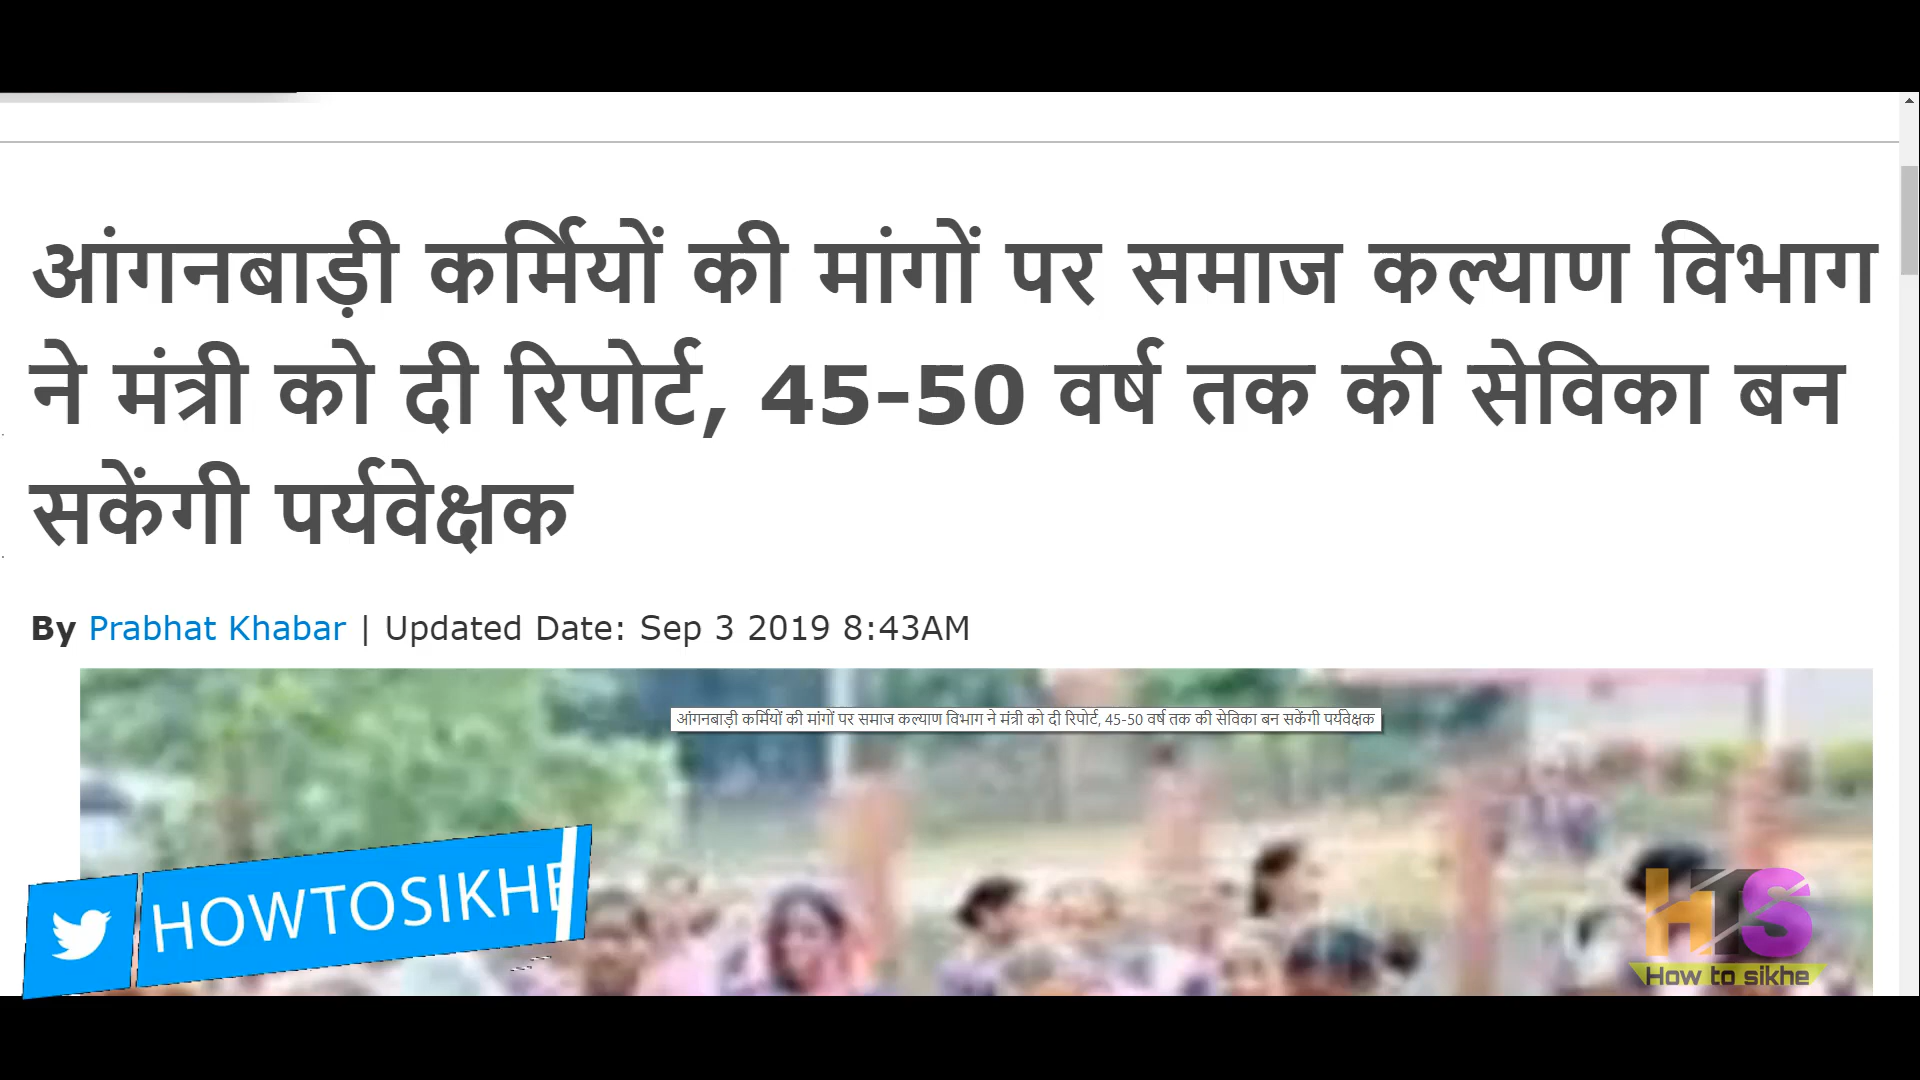 आंगनबाड़ी कर्मियों की मांगों पर समाज कल्याण विभाग
ने मंत्री को दी रिपोर्ट, 45-50 वर्ष तक की सेविका बन
सकेंगी पर्यवेक्षक
By Prabhat Khabar | Updated Date: Sep 3 2019 8:43AM
आंगनबाड़ी कर्मियों की मांगों पर समाज कल्याण विभाग ने मंत्री को दी रिपोर्ट, 45-50 वर्ष तक की सेविका बन सकेंगी पर्यवेक्षक
HOWTOSIKHE
HTS
How to sikhe